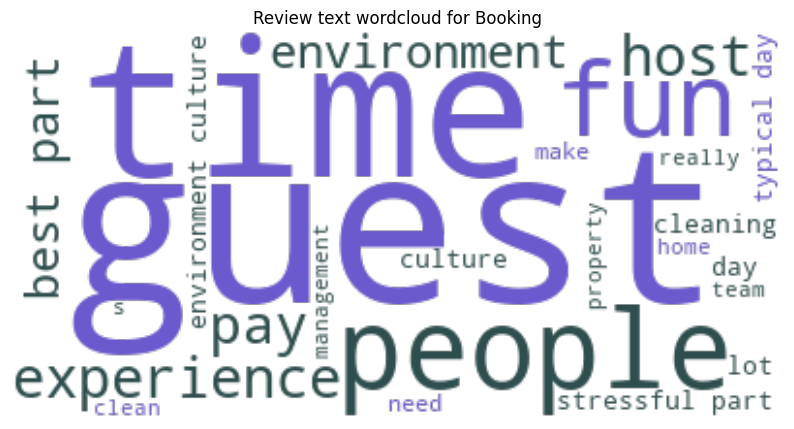 Review text wordcloud for Booking
time
guest
people
fun
host
environment
experience
pay
best part
environment culture
typical day
make
really
cleaning
home
culture
property
management
day
team
s
lot
stressful part
need
clean